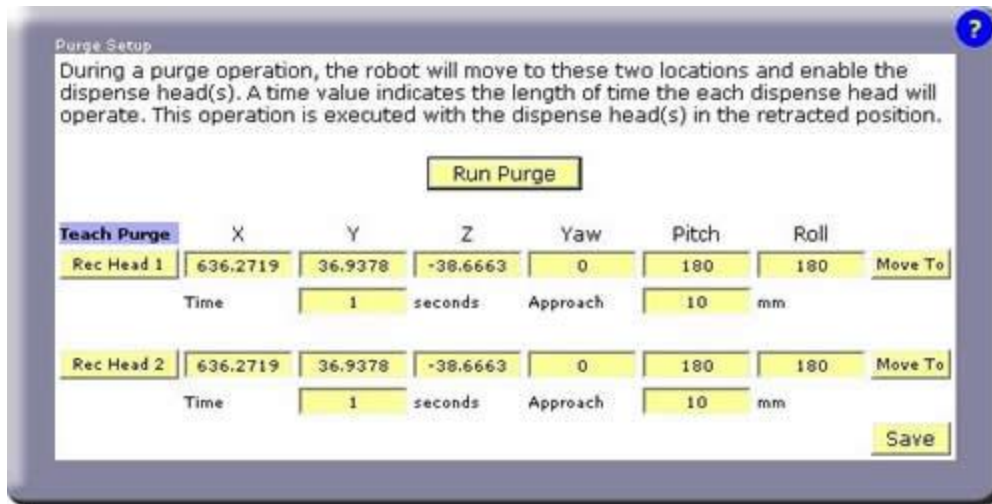 ?
Purge Setup
During a purge operation, the robot will move to these two locations and enable the
dispense head(s). A time value indicates the length of time the each dispense head will
operate. This operation is executed with the dispense head(s) in the retracted position.
Run Purge
Teach Purge X Y Z Yaw Pitch Roll
Rec Head 1 636.2719 36.9378 -38.6663 0 180 180 Move To
Time 1 seconds Approach 10 mm
Rec Head 2 636.2719 36.9378 -38.6663 0 180 180 Move To
Time 1 seconds Approach 10 mm
Save